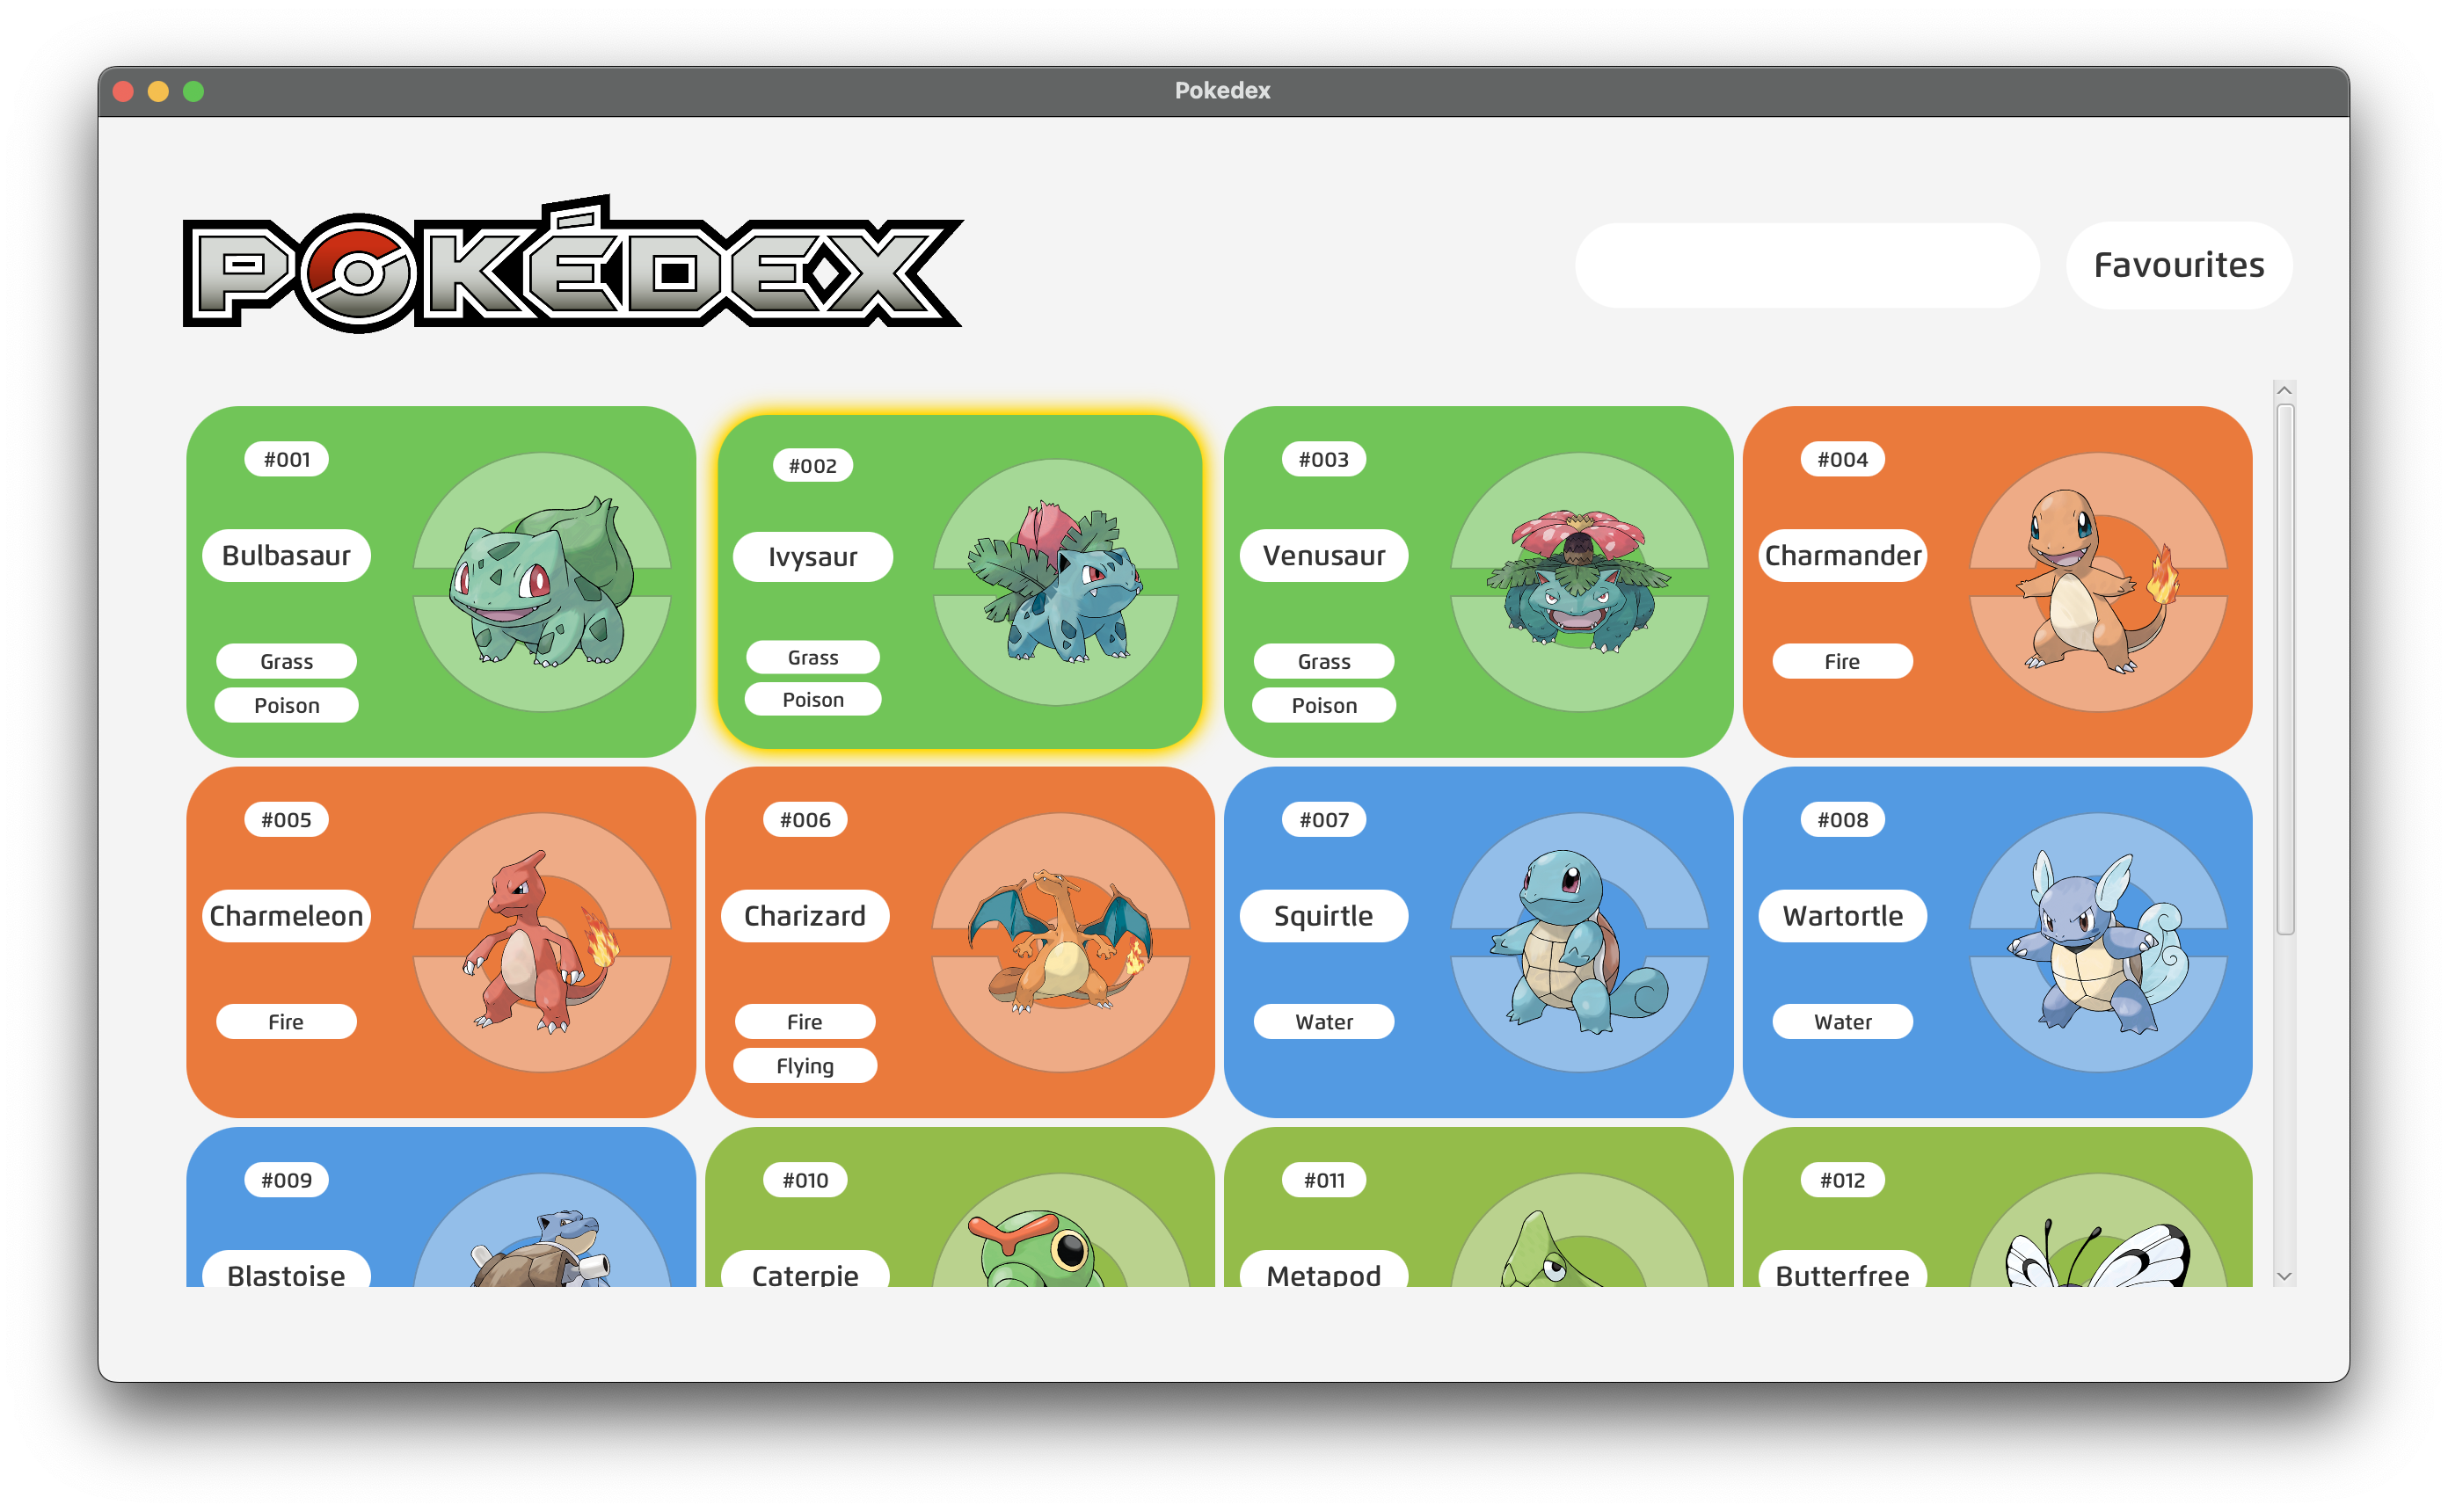 Pokedex
POKÉDEX
Favourites
#001
Bulbasaur
Grass
Poison
#002
Ivysaur
Grass
Poison
#003
Venusaur
Grass
Poison
#004
Charmander
Fire
#005
Charmeleon
Fire
#006
Charizard
Fire
Flying
#007
Squirtle
Water
#008
Wartortle
Water
#009
Blastoise
#010
Caterpie
#011
Metapod
#012
Butterfree